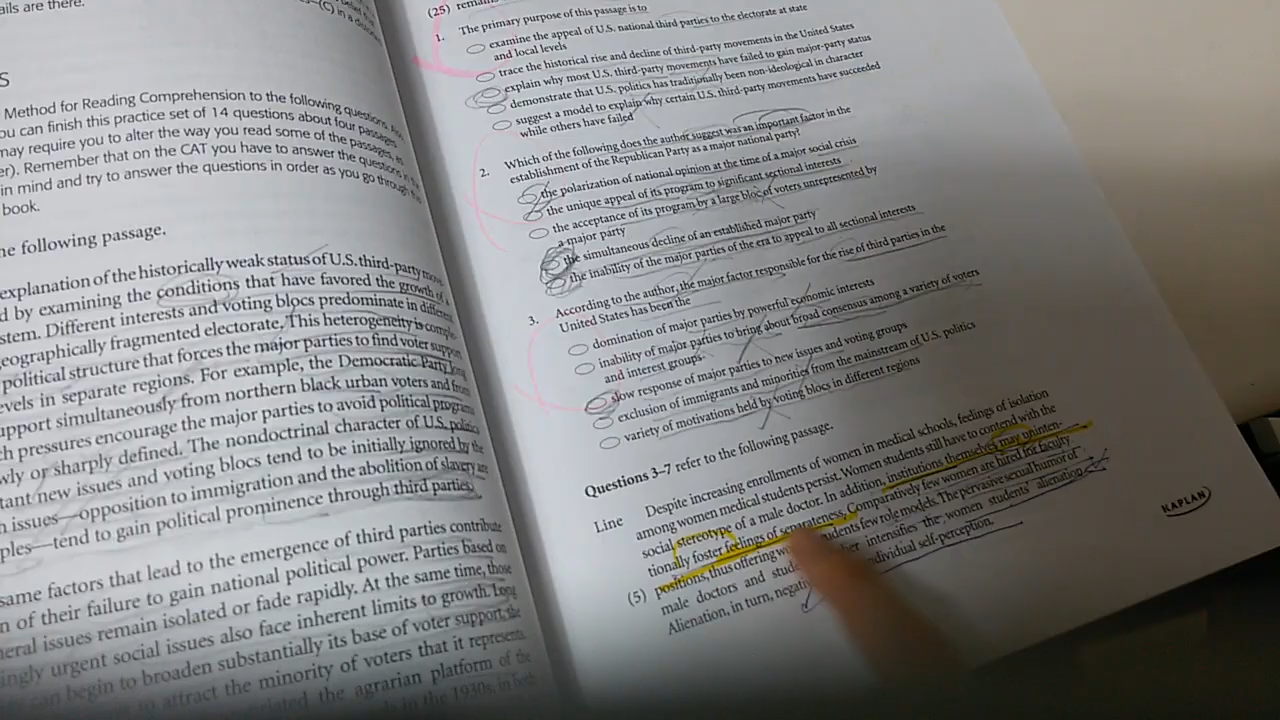 ails are there.
S
Method for Reading Comprehension to the following questions.
ou can finish this practice set of 14 questions about four passages
may require you to alter the way you read some of the passages,
er). Remember that on the CAT you have to answer the questions
in mind and try to answer the questions in order as you go through
book.
he following passage.
explanation of the historically weak status of U.S. third-party
d by examining the conditions that have favored the growth of
stem. Different interests and voting blocs predominate in
geographically fragmented electorate. This heterogeneity is
political structure that forces the major parties to find voter support
evels in separate regions. For example, the Democratic Party
upport simultaneously from northern black urban voters and from
ch pressures encourage the major parties to avoid political programs
wly or sharply defined. The nondoctrinal character of U.S. politics
tant new issues and voting blocs tend to be initially ignored by the
h issues—opposition to immigration and the abolition of slavery are
ples—tend to gain political prominence through third parties.
same factors that lead to the emergence of third parties contribute
n of their failure to gain national political power. Parties based on
neral issues remain isolated or fade rapidly. At the same time, those
ingly urgent social issues also face inherent limits to growth. Long
can begin to broaden substantially its base of voter support, the
to attract the minority of voters that it represents.
the agrarian platform of the
in the 1930s, in both
(C) in a
(25)
1. The primary purpose of this passage is to
examine the appeal of U.S. national third parties to the electorate at state
and local levels
trace the historical rise and decline of third-party movements in the United States
explain why most U.S. third-party movements have failed to gain major-party status
demonstrate that U.S. politics has traditionally been non-ideological in character
suggest a model to explain why certain U.S. third-party movements have succeeded
while others have failed
2. Which of the following does the author suggest was an important factor in the
establishment of the Republican Party as a major national party?
the polarization of national opinion at the time of a major social crisis
the unique appeal of its program to significant sectional interests
the acceptance of its program by a large bloc of voters unrepresented by
a major party
the simultaneous decline of an established major party
the inability of the major parties of the era to appeal to all sectional interests
3. According to the author, the major factor responsible for the rise of third parties in the
United States has been the
domination of major parties by powerful economic interests
inability of major parties to bring about broad consensus among a variety of voters
and interest groups
slow response of major parties to new issues and voting groups
exclusion of immigrants and minorities from the mainstream of U.S. politics
variety of motivations held by voting blocs in different regions
Questions 3–7 refer to the following passage.
Line Despite increasing enrollments of women in medical schools, feelings of isolation
among women medical students persist. Women students still have to contend with the
social stereotype of a male doctor. In addition, institutions themselves may uninten-
tionally foster feelings of separateness. Comparatively few women are hired for faculty
(5) positions, thus offering students few role models. The pervasive sexual humor of
male doctors and intensifies the women students' alienation.
Alienation, in turn, individual self-perception.
KAPLAN